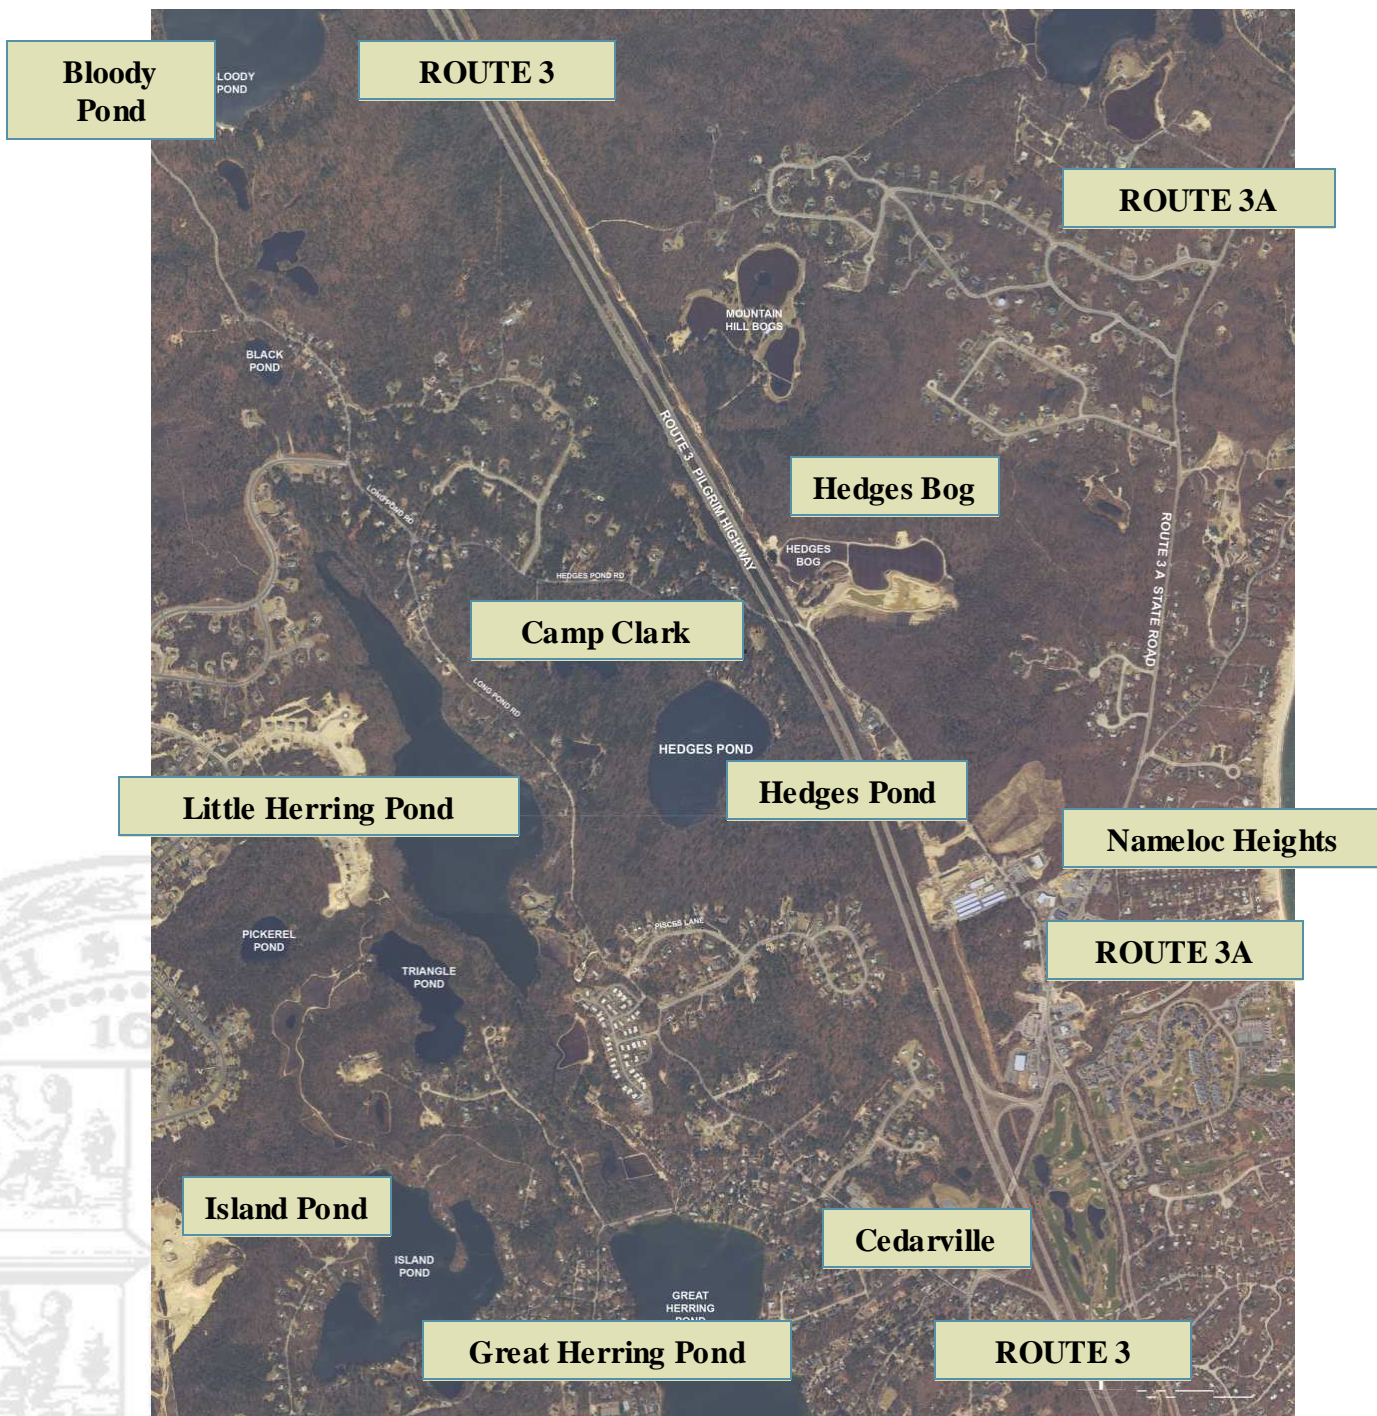 Bloody
Pond
LOODY
POND
ROUTE 3
ROUTE 3A
MOUNTAIN
HILL BOGS
BLACK
POND
ROUTE 3 PILGRIM HIGHWAY
Hedges Bog
LONG POND RD
HEDGES
BOG
ROUTE 3 A STATE ROAD
HEDGES POND RD
Camp Clark
LONG POND RD
HEDGES POND
Hedges Pond
Little Herring Pond
Nameloc Heights
PISCES LANE
PICKEREL
POND
ROUTE 3A
TRIANGLE
POND
H
16
Island Pond
Cedarville
ISLAND
POND
GREAT
HERRING
POND
Great Herring Pond
ROUTE 3